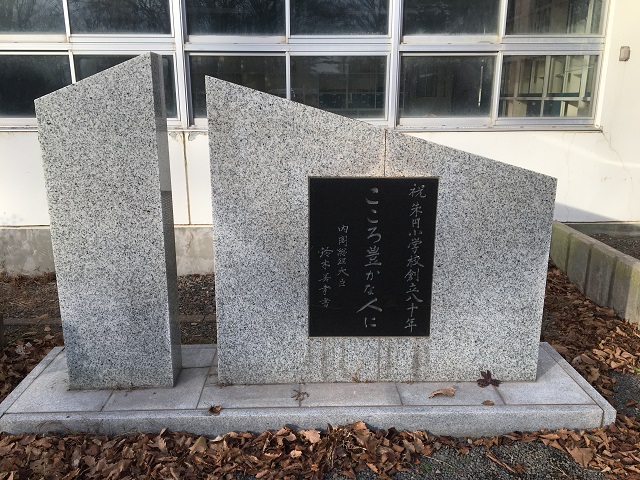 祝 朱円小学校創立八十年
こころ豊かな人に
内閣総理大臣
鈴木善幸書